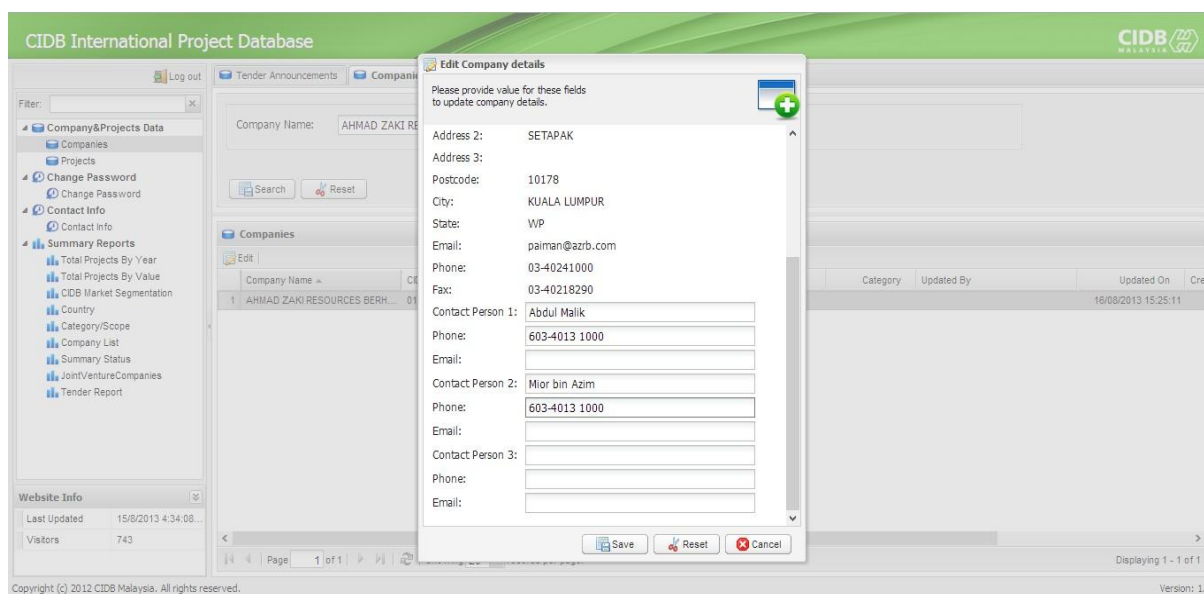 CIDB International Project Database
CIDB
MALAYSIA
Log out
Filter:
Company&Projects Data
Companies
Projects
Change Password
Change Password
Contact Info
Contact Info
Summary Reports
Total Projects By Year
Total Projects By Value
CIDB Market Segmentation
Country
Category/Scope
Company List
Summary Status
JointVentureCompanies
Tender Report
Website Info
Last Updated 15/8/2013 4:34:08...
Visitors 743
Tender Announcements
Company Name: AHMAD ZAKI RE
Search Reset
Companies
Edit
Company Name Category Updated By Updated On Cre
1 AHMAD ZAKI RESOURCES BERH... 01 16/08/2013 15:25:11
Page 1 of 1
Displaying 1 - 1 of 1
Edit Company details
Please provide value for these fields
to update company details.
Address 2: SETAPAK
Address 3:
Postcode: 10178
City: KUALA LUMPUR
State: WP
Email: paiman@azrb.com
Phone: 03-40241000
Fax: 03-40218290
Contact Person 1: Abdul Malik
Phone: 603-4013 1000
Email:
Contact Person 2: Mior bin Azim
Phone: 603-4013 1000
Email:
Contact Person 3:
Phone:
Email:
Save Reset Cancel
Copyright (c) 2012 CIDB Malaysia. All rights reserved.
Version: 1.